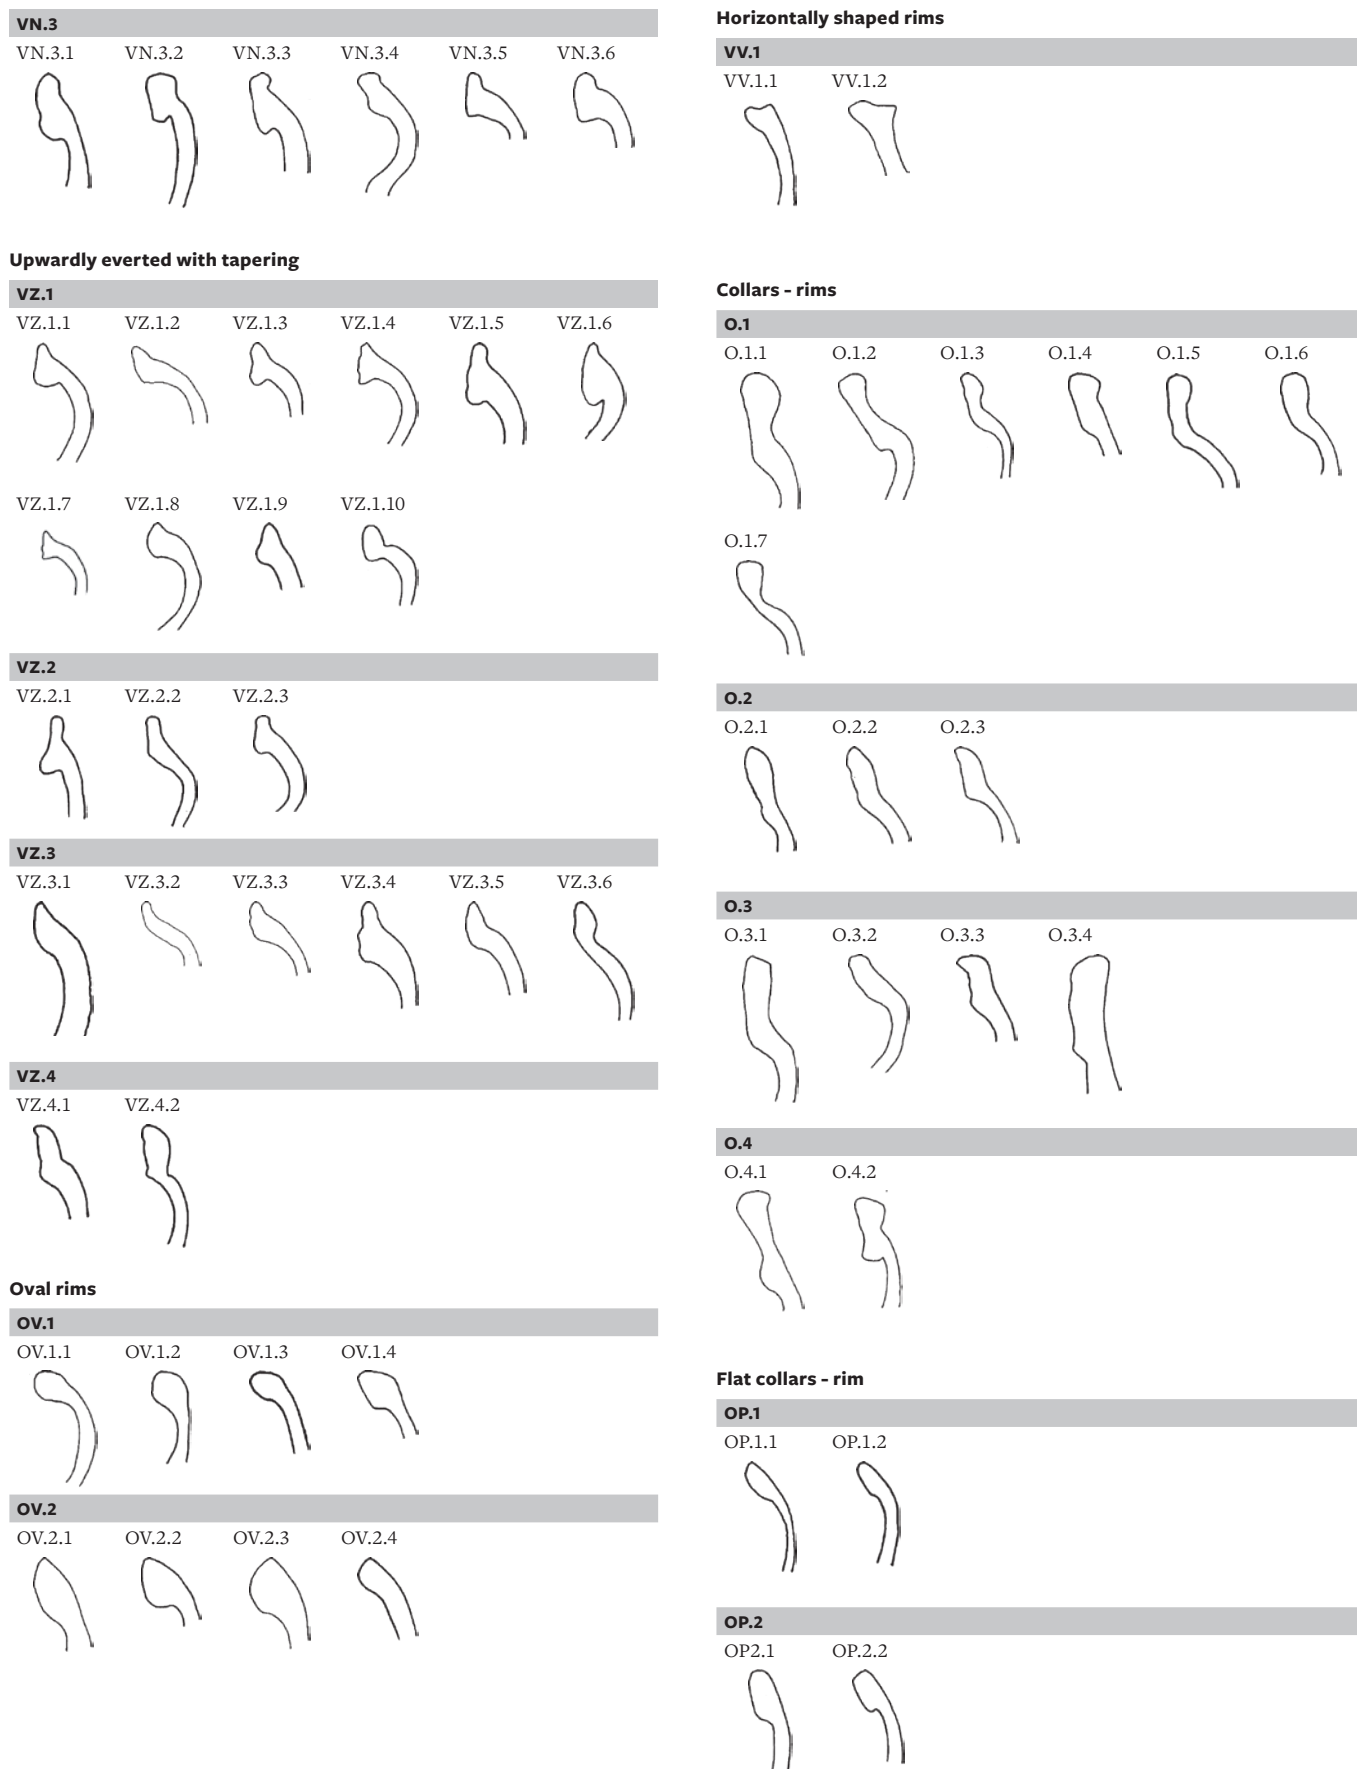 VN.3
VN.3.1 VN.3.2 VN.3.3 VN.3.4 VN.3.5 VN.3.6
Upwardly everted with tapering
VZ.1
VZ.1.1 VZ.1.2 VZ.1.3 VZ.1.4 VZ.1.5 VZ.1.6
VZ.1.7 VZ.1.8 VZ.1.9 VZ.1.10
VZ.2
VZ.2.1 VZ.2.2 VZ.2.3
VZ.3
VZ.3.1 VZ.3.2 VZ.3.3 VZ.3.4 VZ.3.5 VZ.3.6
VZ.4
VZ.4.1 VZ.4.2
Oval rims
OV.1
OV.1.1 OV.1.2 OV.1.3 OV.1.4
OV.2
OV.2.1 OV.2.2 OV.2.3 OV.2.4
Horizontally shaped rims
VV.1
VV.1.1 VV.1.2
Collars - rims
O.1
O.1.1 O.1.2 O.1.3 O.1.4 O.1.5 O.1.6
O.1.7
O.2
O.2.1 O.2.2 O.2.3
O.3
O.3.1 O.3.2 O.3.3 O.3.4
O.4
O.4.1 O.4.2
Flat collars - rim
OP.1
OP.1.1 OP.1.2
OP.2
OP2.1 OP.2.2